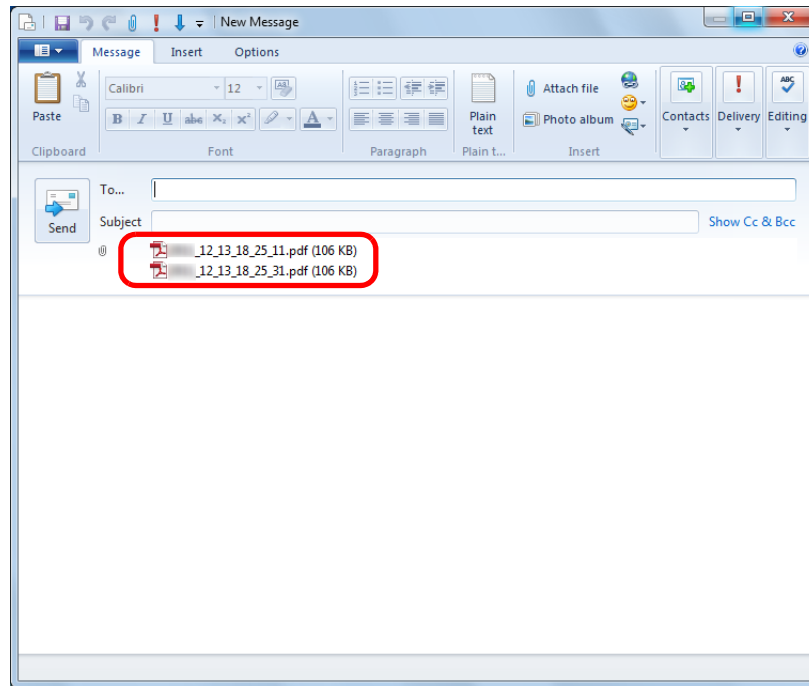 New Message
Message Insert Options
Calibri 12 Attach file ABC
Paste B I U abc X₂ X² A Plain text Photo album Contacts Delivery Editing
Clipboard Font Paragraph Plain t... Insert
To...
Send Subject Show Cc & Bcc
_12_13_18_25_11.pdf (106 KB)
_12_13_18_25_31.pdf (106 KB)